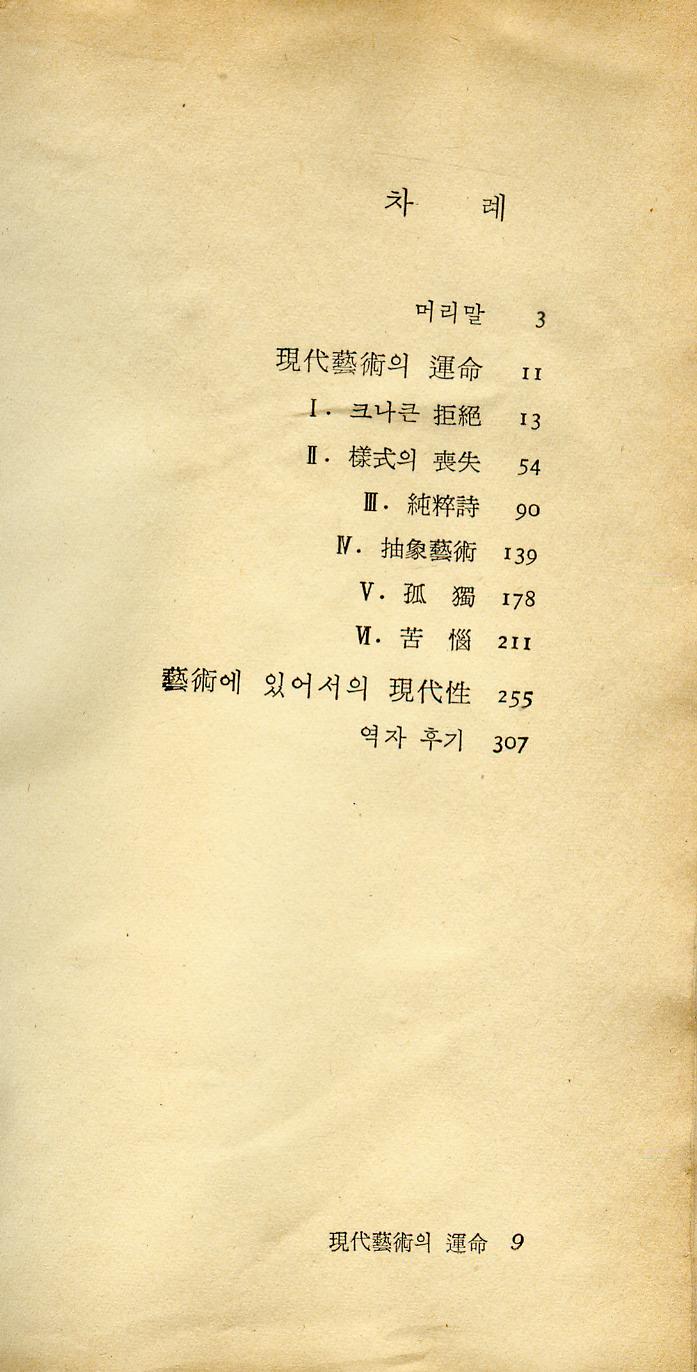 차 례
머리말 3
現代藝術의 運命 11
Ⅰ. 크나큰 拒絕 13
Ⅱ. 樣式의 喪失 54
Ⅲ. 純粹詩 90
Ⅳ. 抽象藝術 139
Ⅴ. 孤 獨 178
Ⅵ. 苦 惱 211
藝術에 있어서의 現代性 255
역자 후기 307
現代藝術의 運命 9